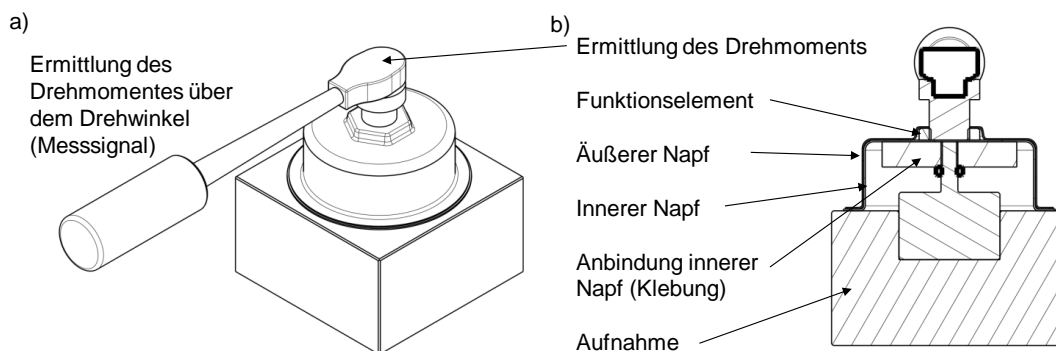 a)
Ermittlung des
Drehmomentes über
dem Drehwinkel
(Messsignal)
b)
Ermittlung des Drehmoments
Funktionselement
Äußerer Napf
Innerer Napf
Anbindung innerer
Napf (Klebung)
Aufnahme